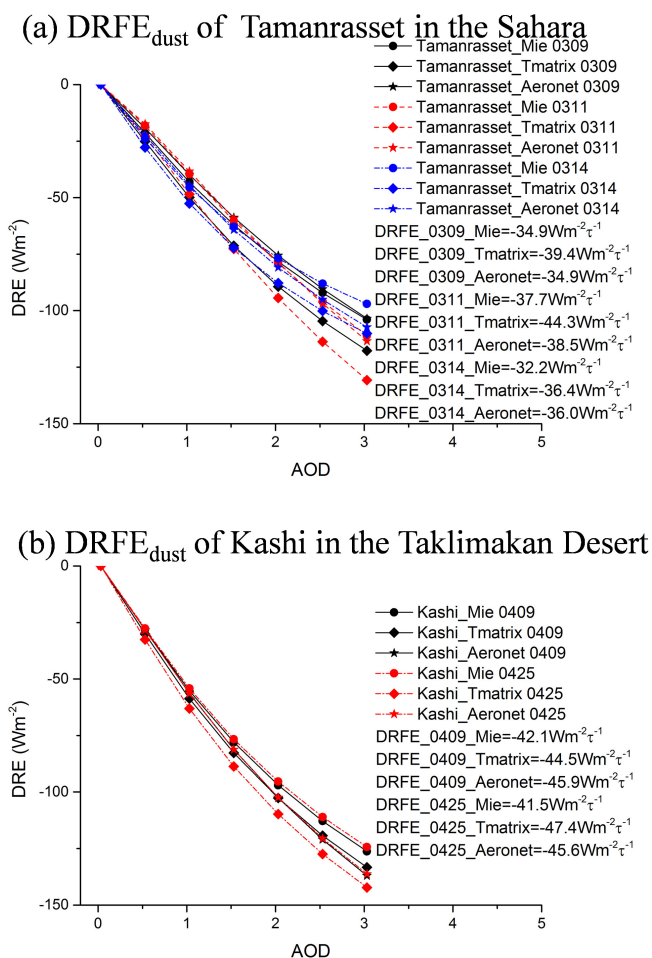 (a) DRFEdust of Tamanrasset in the Sahara
Tamanrasset_Mie 0309
Tamanrasset_Tmatrix 0309
Tamanrasset_Aeronet 0309
Tamanrasset_Mie 0311
Tamanrasset_Tmatrix 0311
Tamanrasset_Aeronet 0311
Tamanrasset_Mie 0314
Tamanrasset_Tmatrix 0314
Tamanrasset_Aeronet 0314
DRFE_0309_Mie=-34.9Wm⁻²τ⁻¹
DRFE_0309_Tmatrix=-39.4Wm⁻²τ⁻¹
DRFE_0309_Aeronet=-34.9Wm⁻²τ⁻¹
DRFE_0311_Mie=-37.7Wm⁻²τ⁻¹
DRFE_0311_Tmatrix=-44.3Wm⁻²τ⁻¹
DRFE_0311_Aeronet=-38.5Wm⁻²τ⁻¹
DRFE_0314_Mie=-32.2Wm⁻²τ⁻¹
DRFE_0314_Tmatrix=-36.4Wm⁻²τ⁻¹
DRFE_0314_Aeronet=-36.0Wm⁻²τ⁻¹
0
-50
-100
-150
DRE (Wm⁻²)
0 1 2 3 4 5
AOD
(b) DRFEdust of Kashi in the Taklimakan Desert
Kashi_Mie 0409
Kashi_Tmatrix 0409
Kashi_Aeronet 0409
Kashi_Mie 0425
Kashi_Tmatrix 0425
Kashi_Aeronet 0425
DRFE_0409_Mie=-42.1Wm⁻²τ⁻¹
DRFE_0409_Tmatrix=-44.5Wm⁻²τ⁻¹
DRFE_0409_Aeronet=-45.9Wm⁻²τ⁻¹
DRFE_0425_Mie=-41.5Wm⁻²τ⁻¹
DRFE_0425_Tmatrix=-47.4Wm⁻²τ⁻¹
DRFE_0425_Aeronet=-45.6Wm⁻²τ⁻¹
0
-50
-100
-150
DRE (Wm⁻²)
0 1 2 3 4 5
AOD